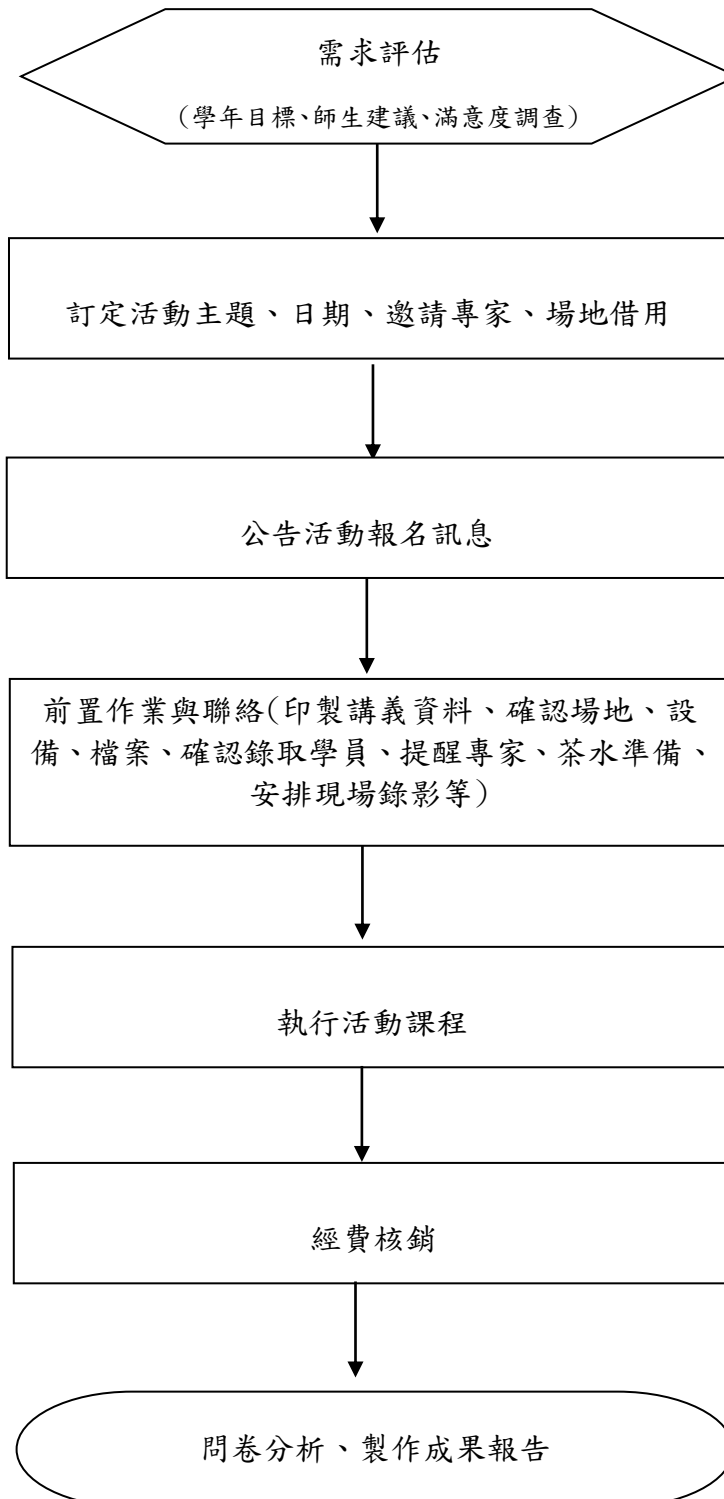 需求評估
(學年目標、師生建議、滿意度調查)
訂定活動主題、日期、邀請專家、場地借用
公告活動報名訊息
前置作業與聯絡(印製講義資料、確認場地、設
備、檔案、確認錄取學員、提醒專家、茶水準備、
安排現場錄影等)
執行活動課程
經費核銷
問卷分析、製作成果報告